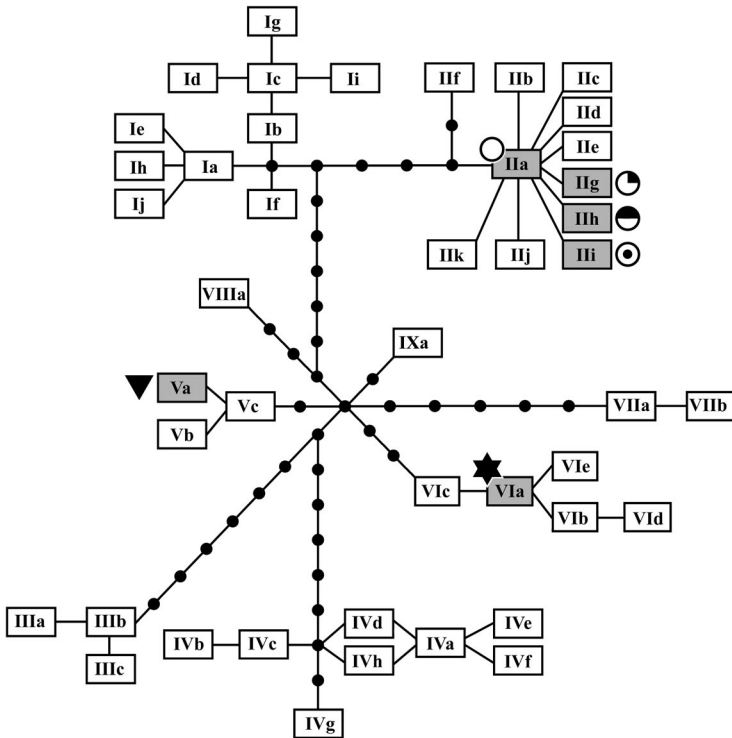 Ig
Id Ic Ii
IIf IIb IIc
IId
Ie Ib IIe
Ih Ia IIa
IIg
Ij If IIh
IIk IIj IIi
VIIIa
IXa
Va
Vc VIIa VIIb
Vb
VIe
VIc VIa
VIb VId
IIIa IIIb
IIIc
IVd IVe
IVb IVc IVa
IVh IVf
IVg